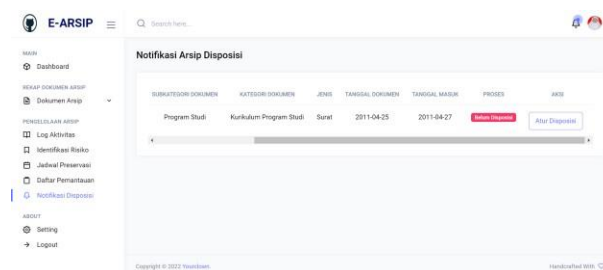 E-ARSIP
Search here...
MAIN
Dashboard
REKAP DOKUMEN ARSIP
Dokumen Arsip
PENGELOLAAN ARSIP
Log Aktivitas
Identifikasi Risiko
Jadwal Preservasi
Daftar Pemantauan
Notifikasi Disposisi
ABOUT
Setting
Logout
Notifikasi Arsip Disposisi
SUBKATEGORI DOKUMEN KATEGORI DOKUMEN JENIS TANGGAL DOKUMEN TANGGAL MASUK PROSES AKSI
Program Studi Kurikulum Program Studi Surat 2011-04-25 2011-04-27 Belum Disposisi Atur Disposisi
Copyright © 2022 Yourdown.
Handcrafted With